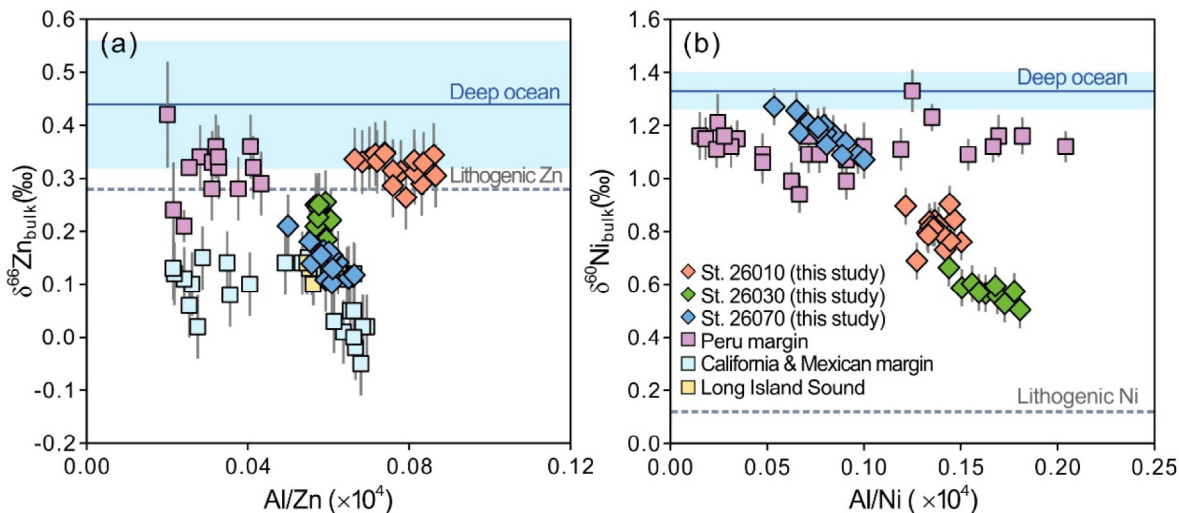 (a)
0.6
0.5
0.4
0.3
0.2
0.1
0.0
-0.1
-0.2
δ⁶⁶Zn_bulk(‰)
Deep ocean
Lithogenic Zn
0.00 0.04 0.08 0.12
Al/Zn (×10⁴)
(b)
1.6
1.4
1.2
1.0
0.8
0.6
0.4
0.2
0.0
δ⁶⁰Ni_bulk(‰)
Deep ocean
St. 26010 (this study)
St. 26030 (this study)
St. 26070 (this study)
Peru margin
California & Mexican margin
Long Island Sound
Lithogenic Ni
0.00 0.05 0.10 0.15 0.20 0.25
Al/Ni (×10⁴)